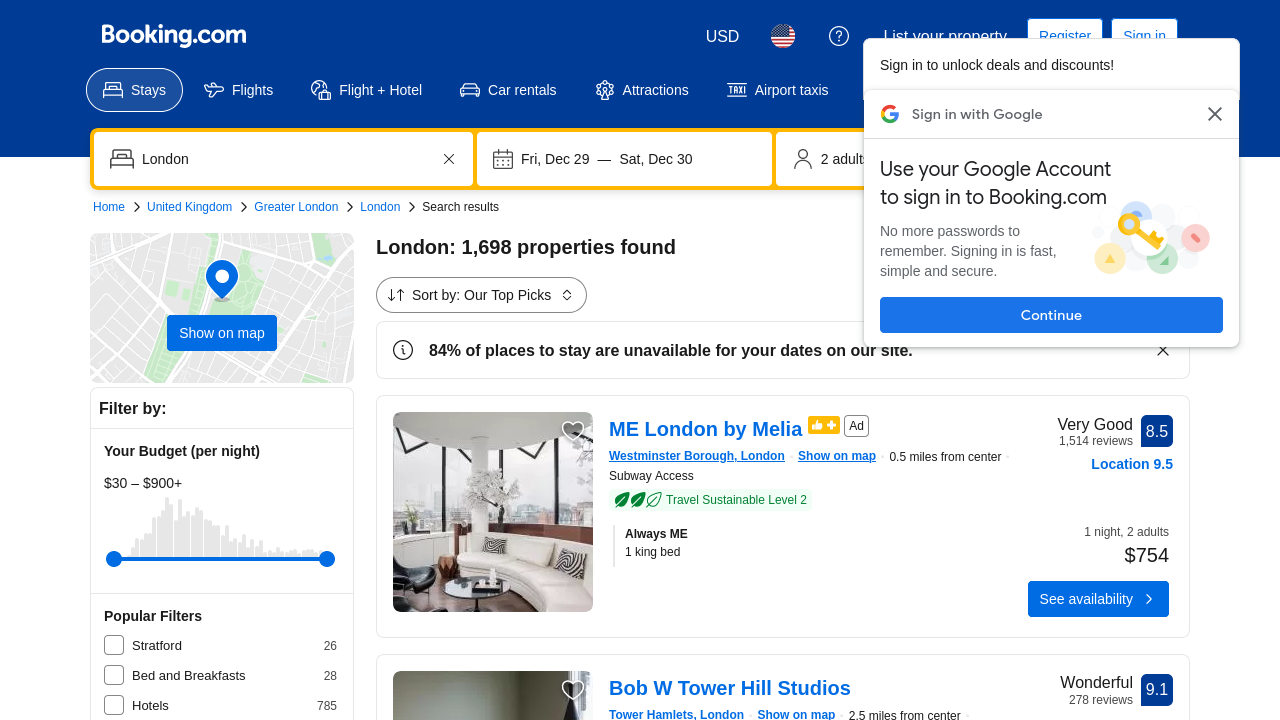 Booking.com
USD
List your property
Register
Sign in
Stays
Flights
Flight + Hotel
Car rentals
Attractions
Airport taxis
Sign in to unlock deals and discounts!
Sign in with Google
Use your Google Account
to sign in to Booking.com
No more passwords to
remember. Signing in is fast,
simple and secure.
Continue
London
Fri, Dec 29 — Sat, Dec 30
2 adults
Home
United Kingdom
Greater London
London
Search results
Show on map
London: 1,698 properties found
Sort by: Our Top Picks
84% of places to stay are unavailable for your dates on our site.
Filter by:
Your Budget (per night)
$30 – $900+
Popular Filters
Stratford 26
Bed and Breakfasts 28
Hotels 785
ME London by Melia
Ad
Westminster Borough, London
Show on map
0.5 miles from center
Subway Access
Travel Sustainable Level 2
Always ME
1 king bed
Very Good
1,514 reviews
8.5
Location 9.5
1 night, 2 adults
$754
See availability
Bob W Tower Hill Studios
Tower Hamlets, London
Show on map
2.5 miles from center
Wonderful
278 reviews
9.1